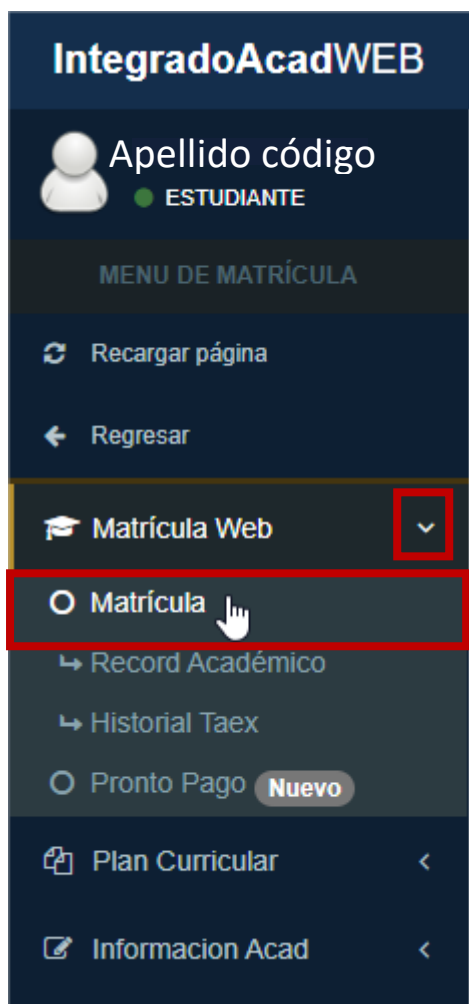 IntegradoAcadWEB
Apellido código
ESTUDIANTE
MENU DE MATRÍCULA
Recargar página
Regresar
Matrícula Web
Matrícula
Record Académico
Historial Taex
Pronto Pago Nuevo
Plan Curricular
Informacion Acad